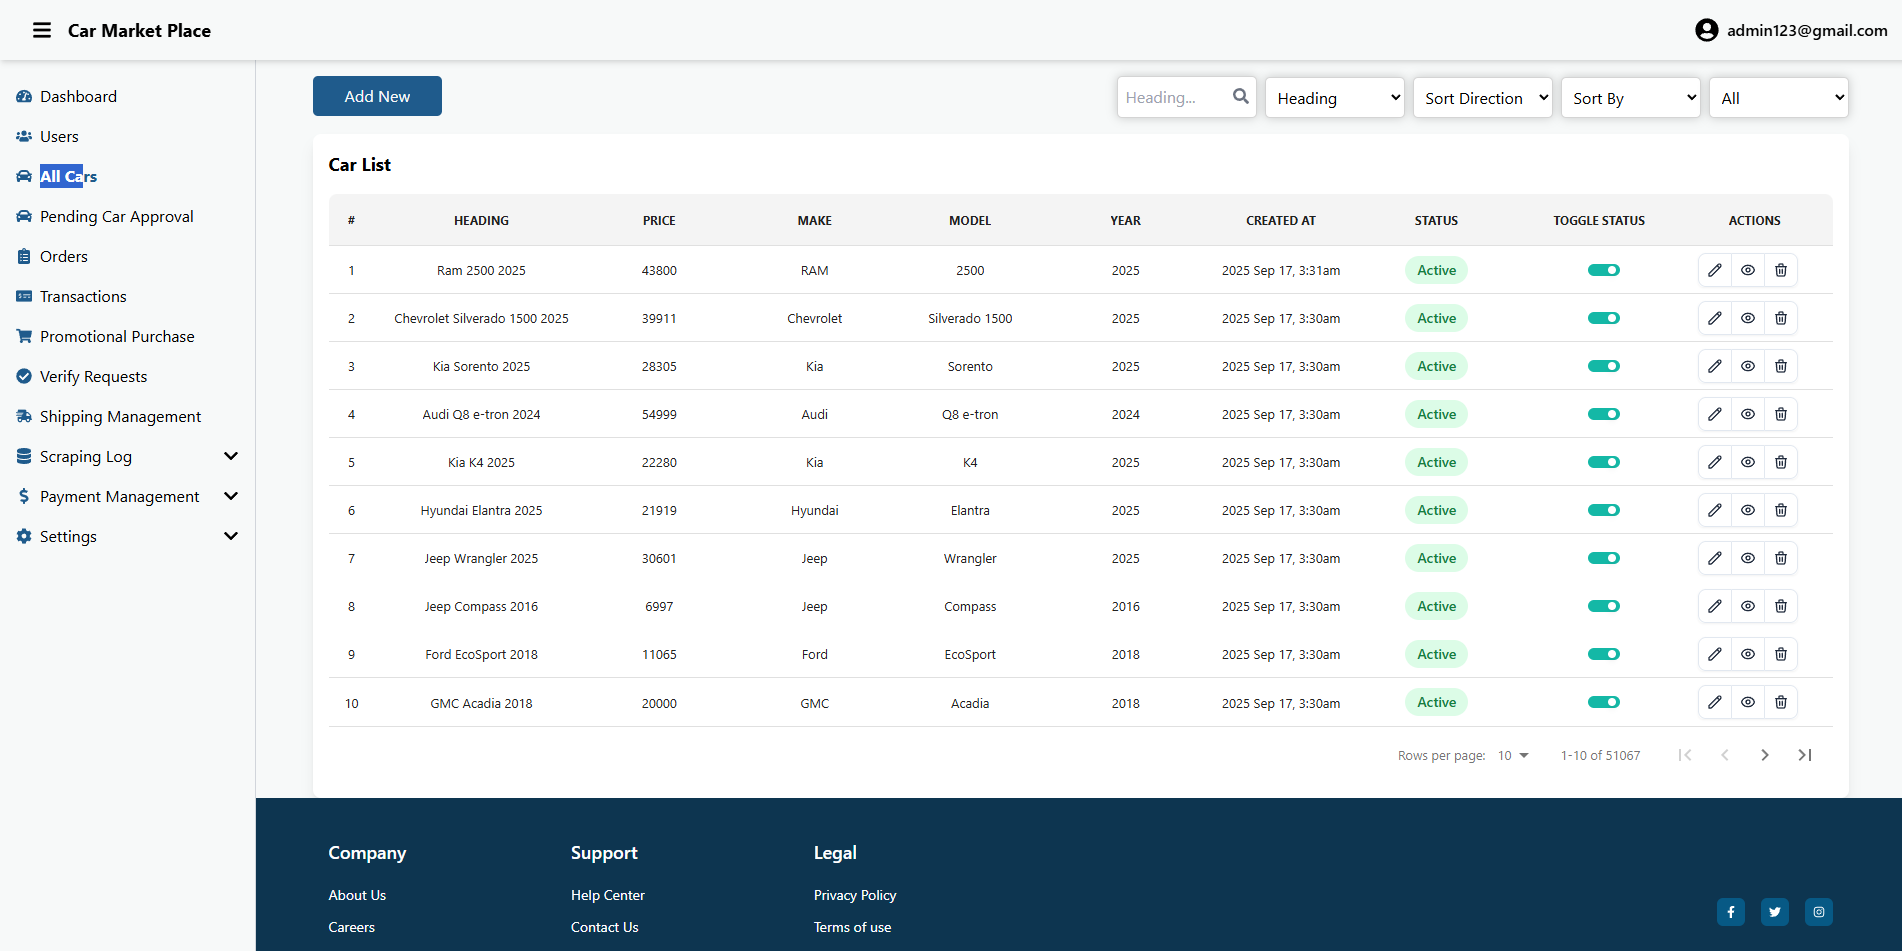 Car Market Place
admin123@gmail.com
Dashboard
Users
All Cars
Pending Car Approval
Orders
Transactions
Promotional Purchase
Verify Requests
Shipping Management
Scraping Log
Payment Management
Settings
Add New
Heading... Heading Sort Direction Sort By All
Car List
# HEADING PRICE MAKE MODEL YEAR CREATED AT STATUS TOGGLE STATUS ACTIONS
1 Ram 2500 2025 43800 RAM 2500 2025 2025 Sep 17, 3:31am Active
2 Chevrolet Silverado 1500 2025 39911 Chevrolet Silverado 1500 2025 2025 Sep 17, 3:30am Active
3 Kia Sorento 2025 28305 Kia Sorento 2025 2025 Sep 17, 3:30am Active
4 Audi Q8 e-tron 2024 54999 Audi Q8 e-tron 2024 2025 Sep 17, 3:30am Active
5 Kia K4 2025 22280 Kia K4 2025 2025 Sep 17, 3:30am Active
6 Hyundai Elantra 2025 21919 Hyundai Elantra 2025 2025 Sep 17, 3:30am Active
7 Jeep Wrangler 2025 30601 Jeep Wrangler 2025 2025 Sep 17, 3:30am Active
8 Jeep Compass 2016 6997 Jeep Compass 2016 2025 Sep 17, 3:30am Active
9 Ford EcoSport 2018 11065 Ford EcoSport 2018 2025 Sep 17, 3:30am Active
10 GMC Acadia 2018 20000 GMC Acadia 2018 2025 Sep 17, 3:30am Active
Rows per page: 10 1-10 of 51067
Company Support Legal
About Us Help Center Privacy Policy
Careers Contact Us Terms of use